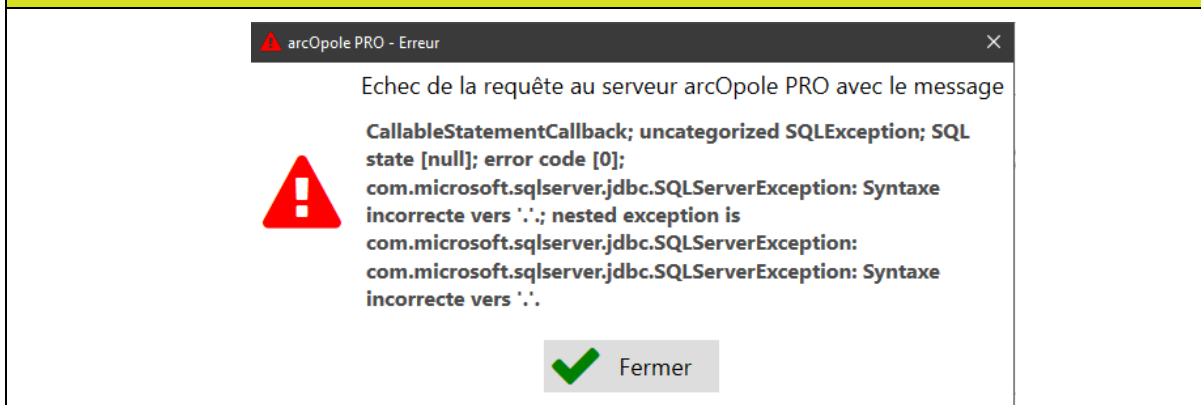 arcOpole PRO - Erreur
Echec de la requête au serveur arcOpole PRO avec le message
CallableStatementCallback; uncategorized SQLException; SQL
state [null]; error code [0];
com.microsoft.sqlserver.jdbc.SQLServerException: Syntaxe
incorrecte vers '.'.; nested exception is
com.microsoft.sqlserver.jdbc.SQLServerException:
com.microsoft.sqlserver.jdbc.SQLServerException: Syntaxe
incorrecte vers '.'.
Fermer